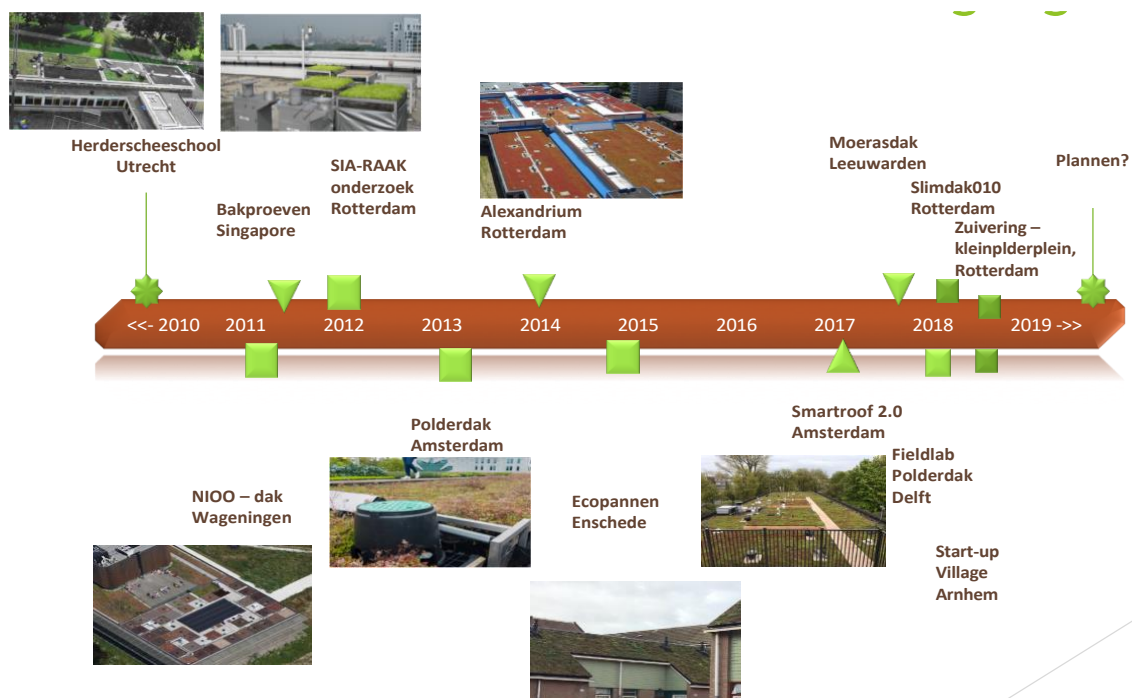 Herderscheeschool
Utrecht
Bakproeven
Singapore
SIA-RAAK
onderzoek
Rotterdam
Alexandrium
Rotterdam
Moerasdak
Leeuwarden
Slimdak010
Rotterdam
Zuivering –
kleinplderplein,
Rotterdam
Plannen?
<<- 2010 2011 2012 2013 2014 2015 2016 2017 2018 2019 ->>
NIOO – dak
Wageningen
Polderdak
Amsterdam
Ecopannen
Enschede
Smartroof 2.0
Amsterdam
Fieldlab
Polderdak
Delft
Start-up
Village
Arnhem